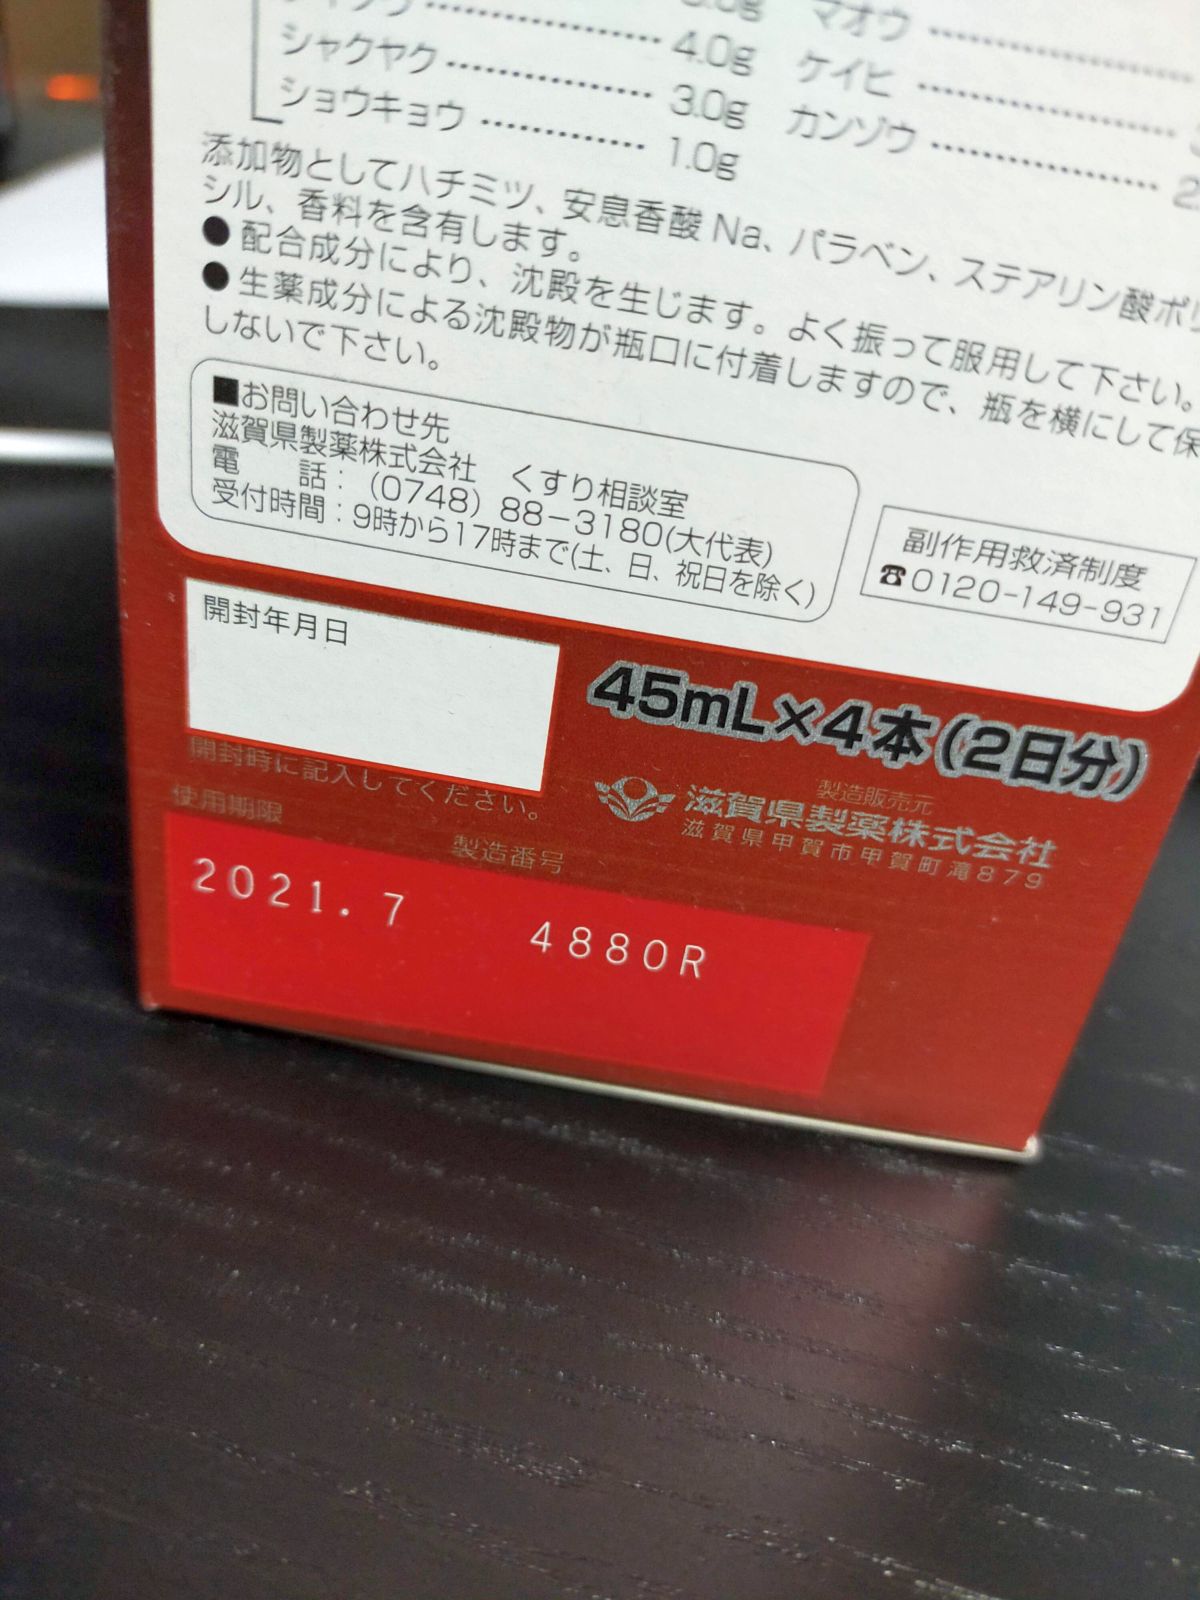 マオウ
4.0g ケイヒ
シャクヤク 3.0g カンゾウ
ショウキョウ 1.0g
添加物としてハチミツ、安息香酸Na、パラベン、ステアリン酸ポリ
シル、香料を含有します。
●配合成分により、沈殿を生じます。よく振って服用して下さい。
●生薬成分による沈殿物が瓶口に付着しますので、瓶を横にして保
しないで下さい。
■お問い合わせ先
滋賀県製薬株式会社 くすり相談室
電 話:(0748)88-3180(大代表)
受付時間:9時から17時まで(土、日、祝日を除く)
副作用救済制度
☎0120-149-931
開封年月日
開封時に記入してください。
45mL×4本(2日分)
製造販売元
滋賀県製薬株式会社
滋賀県甲賀市甲賀町滝879
使用期限 製造番号
2021.7 4880R